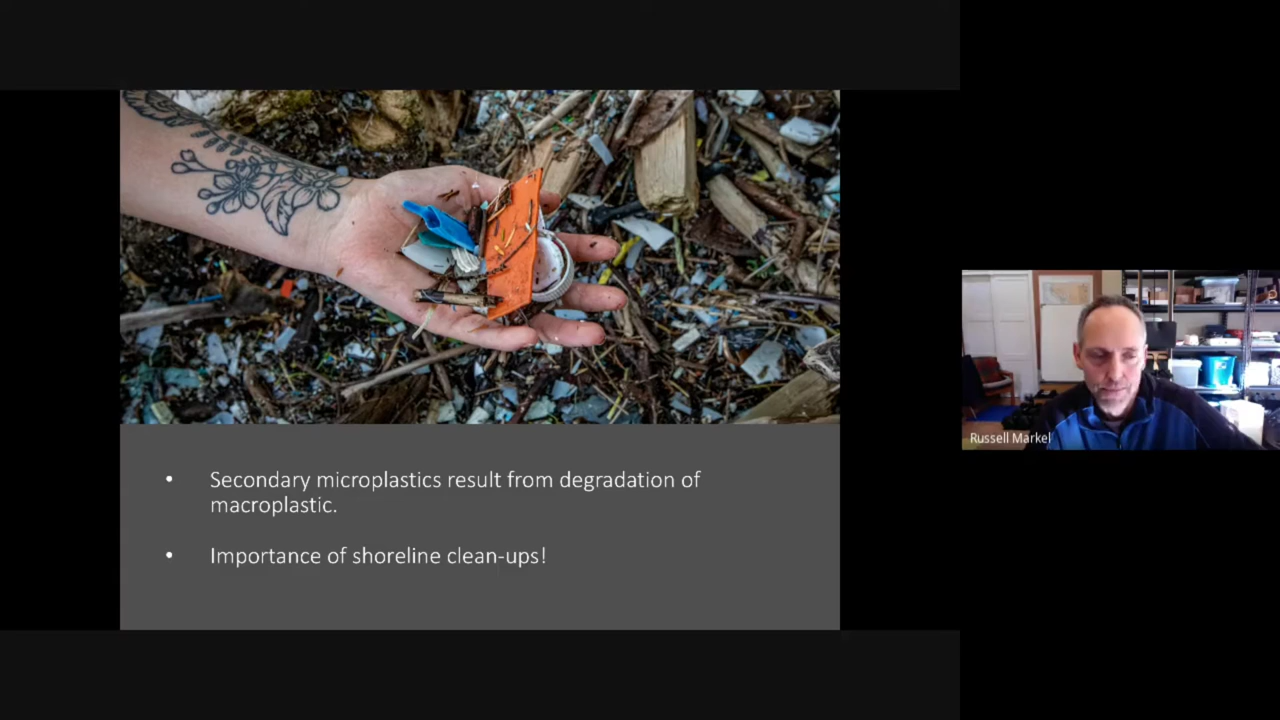 • Secondary microplastics result from degradation of
macroplastic.
• Importance of shoreline clean-ups!
Russell Markel